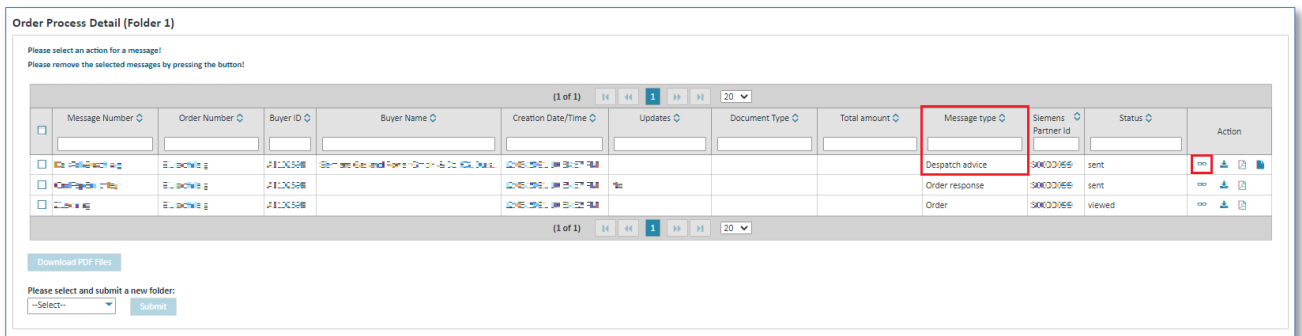 Order Process Detail (Folder 1)
Please select an action for a message!
Please remove the selected messages by pressing the button!
(1 of 1) 1 20
Message Number Order Number Buyer ID Buyer Name Creation Date/Time Updates Document Type Total amount Message type Siemens Partner Id Status Action
Despatch advice sent
Order response sent
Order viewed
(1 of 1) 1 20
Download PDF Files
Please select and submit a new folder:
--Select-- Submit